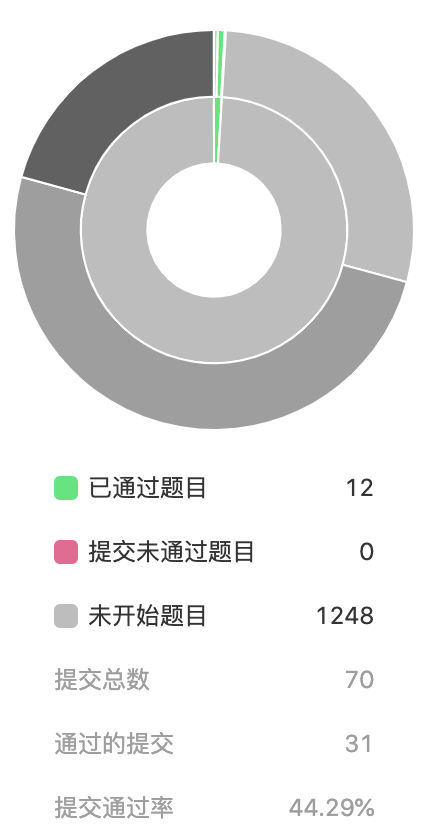 已通过题目 12
提交未通过题目 0
未开始题目 1248
提交总数 70
通过的提交 31
提交通过率 44.29%